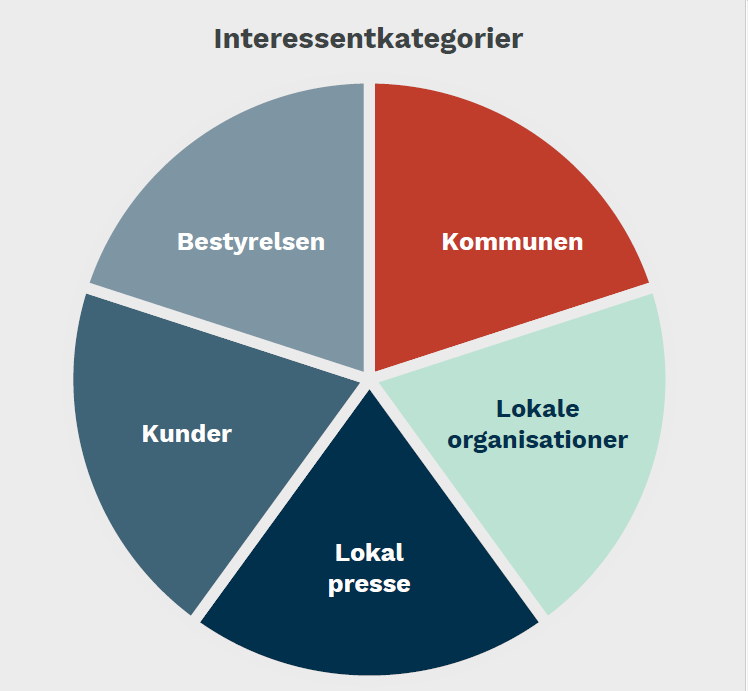 Interessentkategorier
Bestyrelsen
Kommunen
Lokale
organisationer
Kunder
Lokal
presse